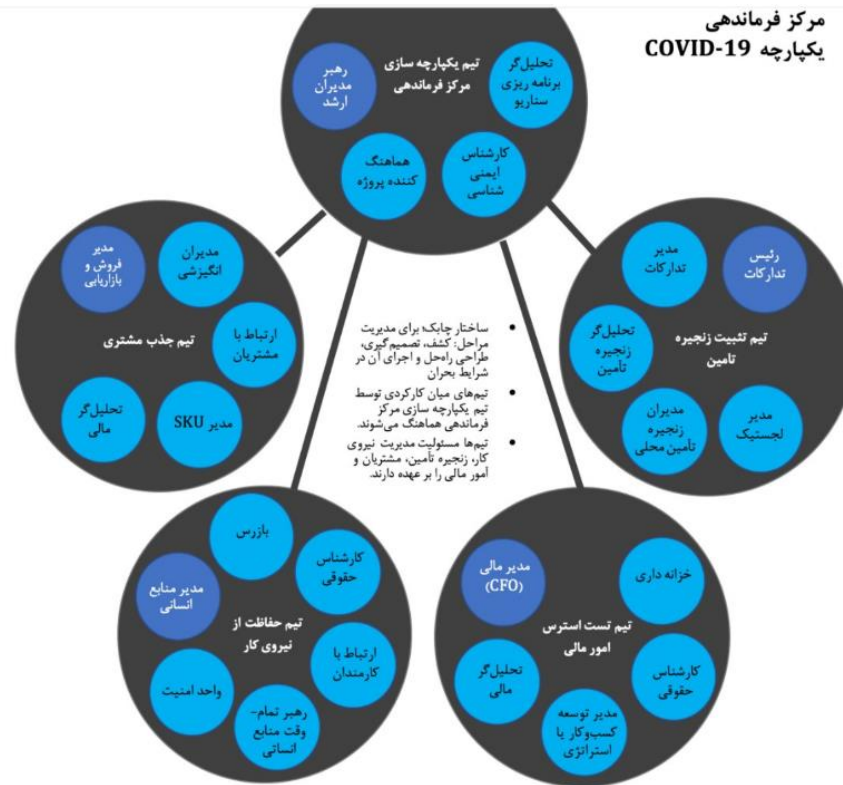 مرکز فرماندهی
یکپارچه COVID-19
تیم یکپارچه سازی
مرکز فرماندهی
تحلیل‌گر
برنامه ریزی
سناریو
رهبر
مدیران
ارشد
کارشناس
ایمنی
شناسی
هماهنگ
کننده پروژه
رئیس
تدارکات
مدیر
تدارکات
تحلیل‌گر
زنجیره
تأمین
تیم تثبیت زنجیره
تامین
مدیر
لجستیک
مدیران
زنجیره
تأمین محلی
مدیران
انگیزشی
مدیر
فروش و
بازاریابی
ارتباط با
مشتریان
تیم جذب مشتری
مدیر SKU
تحلیل‌گر
مالی
• ساختار چابک؛ برای مدیریت
مراحل: کشف، تصمیم‌گیری،
طراحی راه‌حل و اجرای آن در
شرایط بحران
• تیم‌های میان کارکردی توسط
تیم یکپارچه سازی مرکز
فرماندهی هماهنگ می‌شوند.
• تیم‌ها مسئولیت مدیریت نیروی
کار، زنجیره تأمین، مشتریان و
آمور مالی را بر عهده دارند.
خزانه داری
مدیر مالی
(CFO)
تیم تست استرس
امور مالی
کارشناس
حقوقی
تحلیل‌گر
مالی
مدیر توسعه
کسب‌وکار یا
استراتژی
بازرس
کارشناس
حقوقی
مدیر منابع
انسانی
تیم حفاظت از
نیروی کار
ارتباط با
کارمندان
واحد امنیت
رهبر تمام-
وقت منابع
انسانی